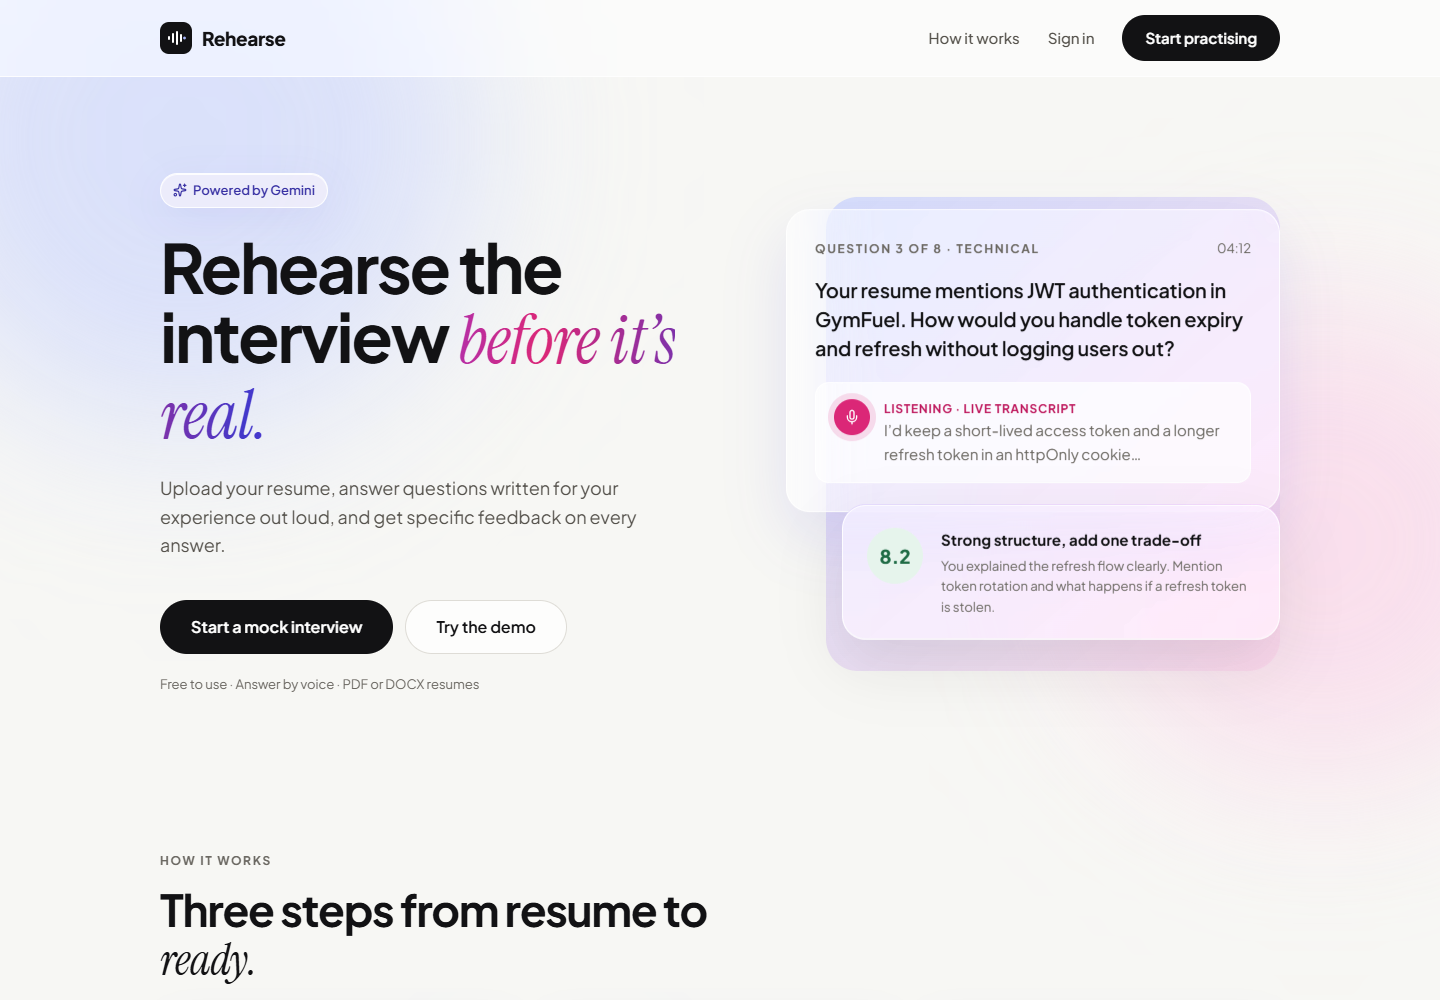 Rehearse
How it works
Sign in
Start practising
Powered by Gemini
Rehearse the
interview before it’s
real.
Upload your resume, answer questions written for your
experience out loud, and get specific feedback on every
answer.
Start a mock interview
Try the demo
Free to use · Answer by voice · PDF or DOCX resumes
QUESTION 3 OF 8 · TECHNICAL
04:12
Your resume mentions JWT authentication in
GymFuel. How would you handle token expiry
and refresh without logging users out?
LISTENING · LIVE TRANSCRIPT
I’d keep a short-lived access token and a longer
refresh token in an httpOnly cookie…
8.2
Strong structure, add one trade-off
You explained the refresh flow clearly. Mention
token rotation and what happens if a refresh token
is stolen.
HOW IT WORKS
Three steps from resume to
ready.